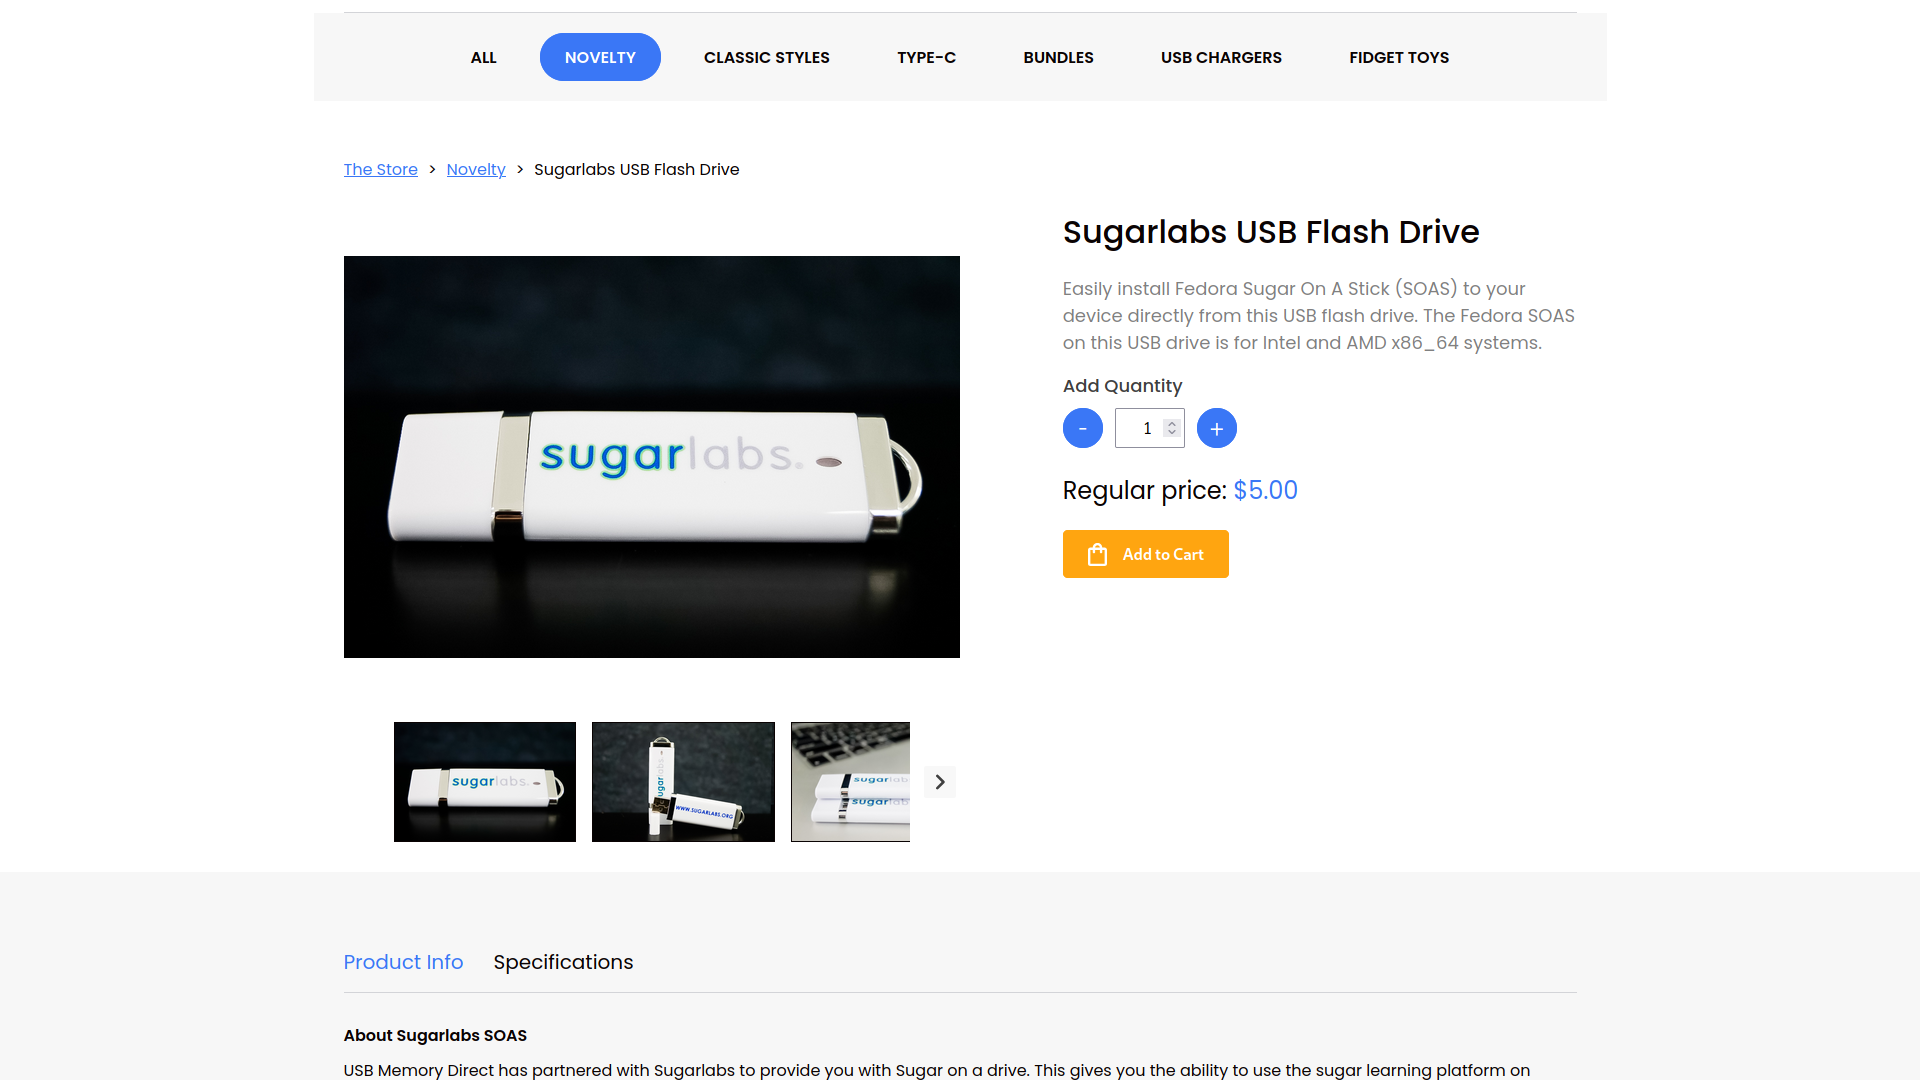 ALL
NOVELTY
CLASSIC STYLES
TYPE-C
BUNDLES
USB CHARGERS
FIDGET TOYS
The Store > Novelty > Sugarlabs USB Flash Drive
sugarlabs.
sugarlabs.
sugarlabs.
WWW.SUGARLABS.ORG
sugarlab
sugarlab
Sugarlabs USB Flash Drive
Easily install Fedora Sugar On A Stick (SOAS) to your
device directly from this USB flash drive. The Fedora SOAS
on this USB drive is for Intel and AMD x86_64 systems.
Add Quantity
- 1 +
Regular price: $5.00
Add to Cart
Product Info
Specifications
About Sugarlabs SOAS
USB Memory Direct has partnered with Sugarlabs to provide you with Sugar on a drive. This gives you the ability to use the sugar learning platform on